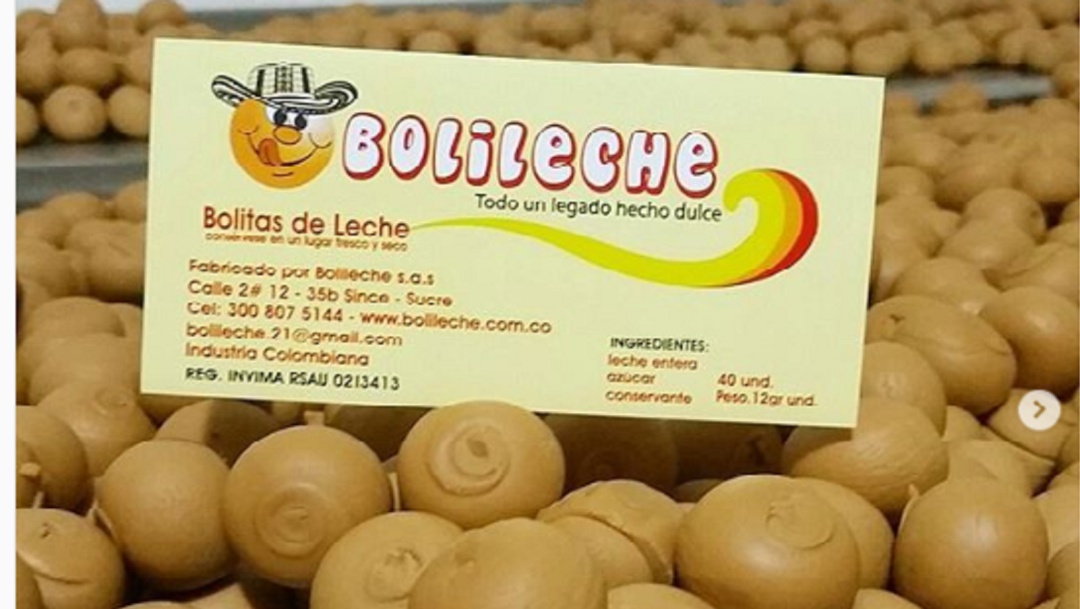 BOLiLeCHe
Todo un legado hecho dulce
Bolitas de Leche
consérvese en un lugar fresco y seco
Fabricado por Bolileche s.a.s
Calle 2# 12 - 35b Since - Sucre
Cel: 300 807 5144 - www.bolileche.com.co
bolileche.21@gmail.com
Industria Colombiana
REG. INVIMA RSAU 0213413
INGREDIENTES:
leche entera
azúcar 40 und.
conservante Peso.12gr und.